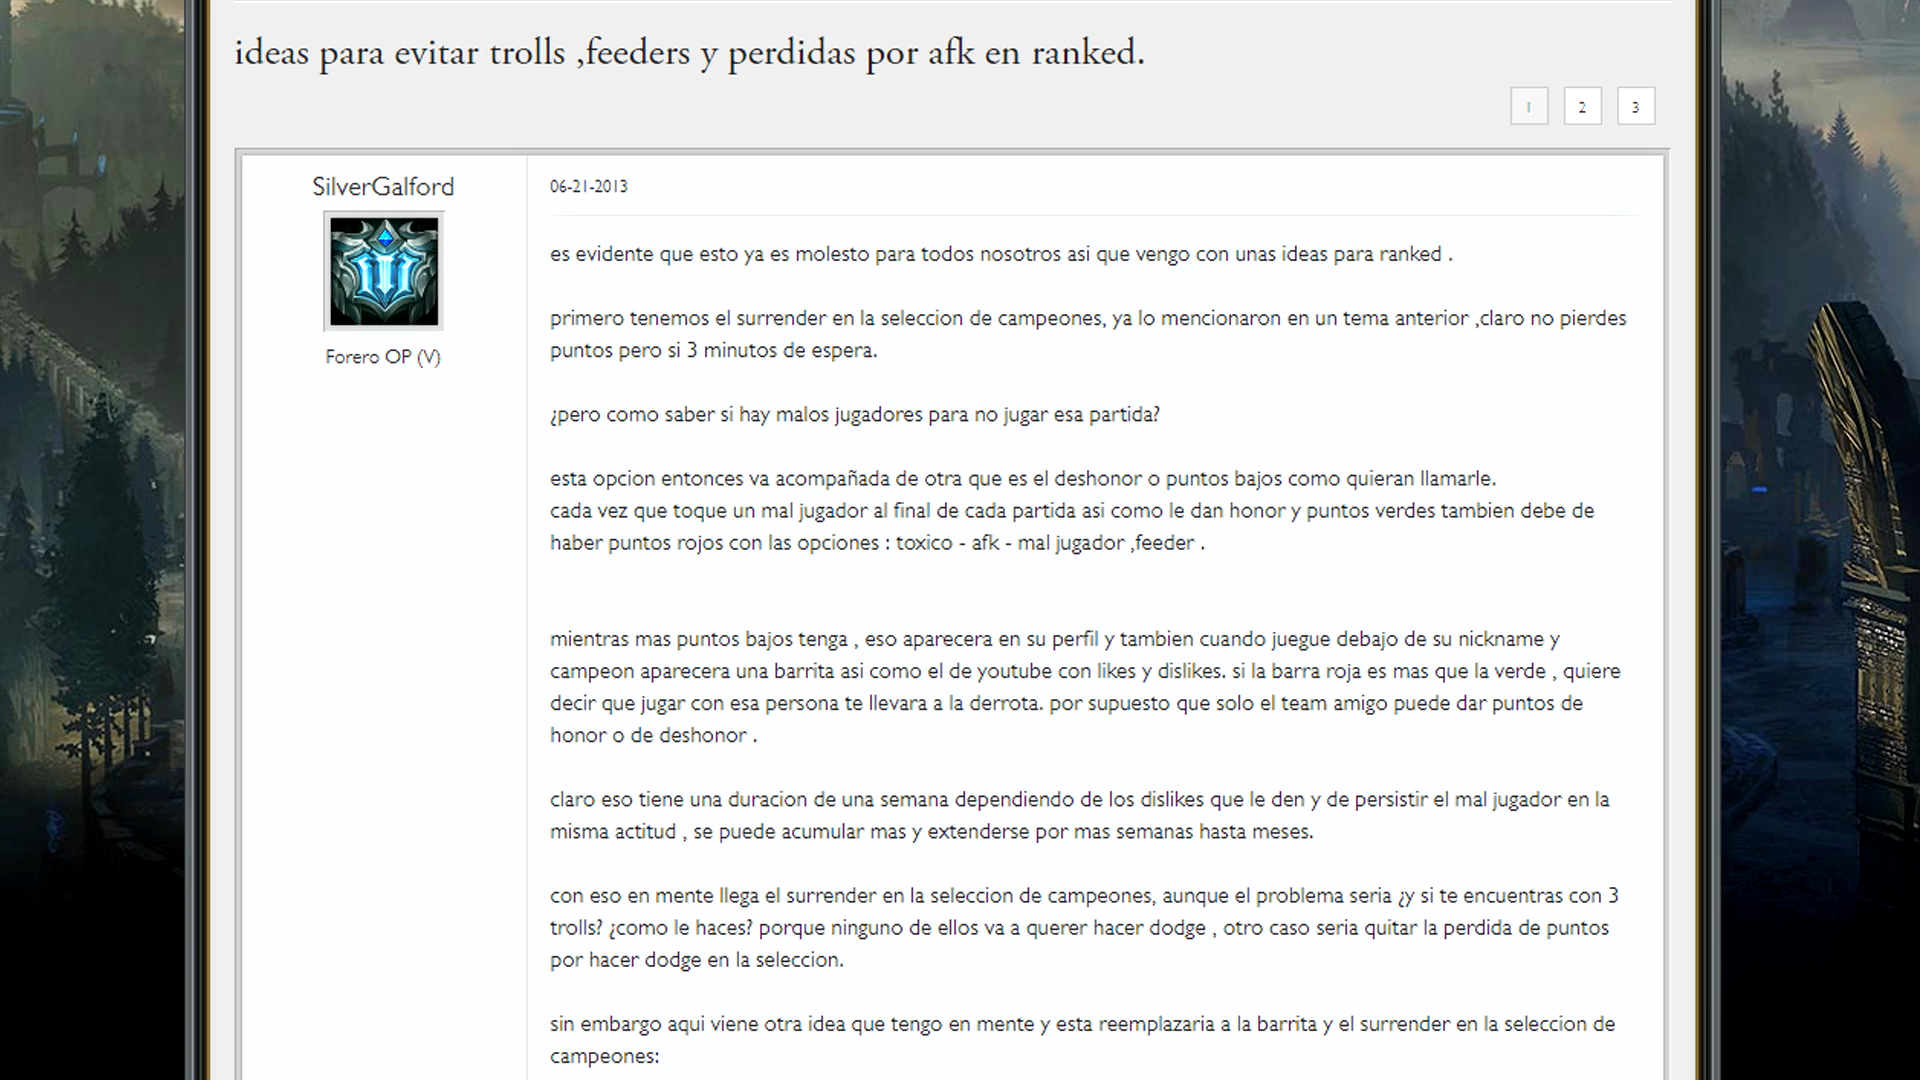 ideas para evitar trolls ,feeders y perdidas por afk en ranked.
1 2 3
SilverGalford
Forero OP (V)
06-21-2013
es evidente que esto ya es molesto para todos nosotros asi que vengo con unas ideas para ranked .
primero tenemos el surrender en la seleccion de campeones, ya lo mencionaron en un tema anterior ,claro no pierdes
puntos pero si 3 minutos de espera.
¿pero como saber si hay malos jugadores para no jugar esa partida?
esta opcion entonces va acompañada de otra que es el deshonor o puntos bajos como quieran llamarle.
cada vez que toque un mal jugador al final de cada partida asi como le dan honor y puntos verdes tambien debe de
haber puntos rojos con las opciones : toxico - afk - mal jugador ,feeder .
mientras mas puntos bajos tenga , eso aparecera en su perfil y tambien cuando juegue debajo de su nickname y
campeon aparecera una barrita asi como el de youtube con likes y dislikes. si la barra roja es mas que la verde , quiere
decir que jugar con esa persona te llevara a la derrota. por supuesto que solo el team amigo puede dar puntos de
honor o de deshonor .
claro eso tiene una duracion de una semana dependiendo de los dislikes que le den y de persistir el mal jugador en la
misma actitud , se puede acumular mas y extenderse por mas semanas hasta meses.
con eso en mente llega el surrender en la seleccion de campeones, aunque el problema seria ¿y si te encuentras con 3
trolls? ¿como le haces? porque ninguno de ellos va a querer hacer dodge , otro caso seria quitar la perdida de puntos
por hacer dodge en la seleccion.
sin embargo aqui viene otra idea que tengo en mente y esta reemplazaria a la barrita y el surrender en la seleccion de
campeones: